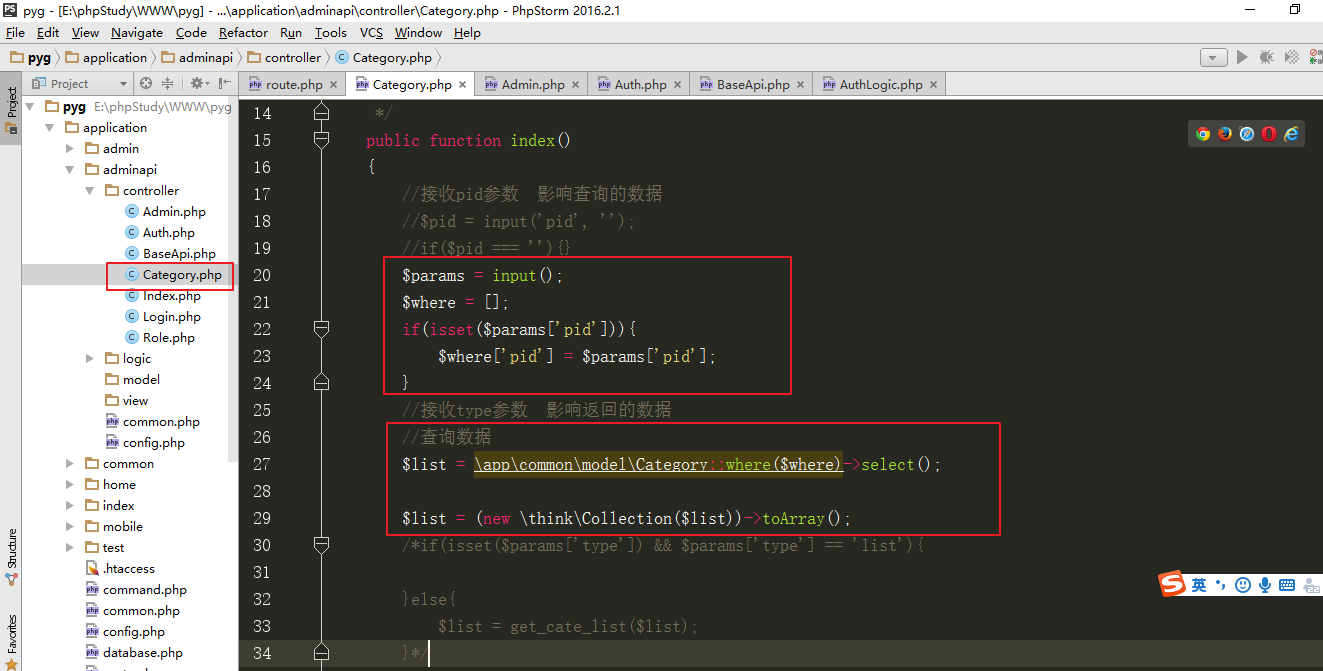 pyg - [E:\phpStudy\WWW\pyg] - ...\application\adminapi\controller\Category.php - PhpStorm 2016.2.1
File Edit View Navigate Code Refactor Run Tools VCS Window Help
pyg application adminapi controller Category.php
Project
route.php Category.php Admin.php Auth.php BaseApi.php AuthLogic.php
Project
Structure
Favorites
pyg E:\phpStudy\WWW\pyg
application
admin
adminapi
controller
Admin.php
Auth.php
BaseApi.php
Category.php
Index.php
Login.php
Role.php
logic
model
view
common.php
config.php
common
home
index
mobile
test
.htaccess
command.php
common.php
config.php
database.php
14 */
15 public function index()
16 {
17 //接收pid参数 影响查询的数据
18 //$pid = input('pid', '');
19 //if($pid === ''){}
20 $params = input();
21 $where = [];
22 if(isset($params['pid'])){
23 $where['pid'] = $params['pid'];
24 }
25 //接收type参数 影响返回的数据
26 //查询数据
27 $list = \app\common\model\Category::where($where)->select();
28
29 $list = (new \think\Collection($list))->toArray();
30 /*if(isset($params['type']) && $params['type'] == 'list'){
31
32 }else{
33 $list = get_cate_list($list);
34 }*/
S 英